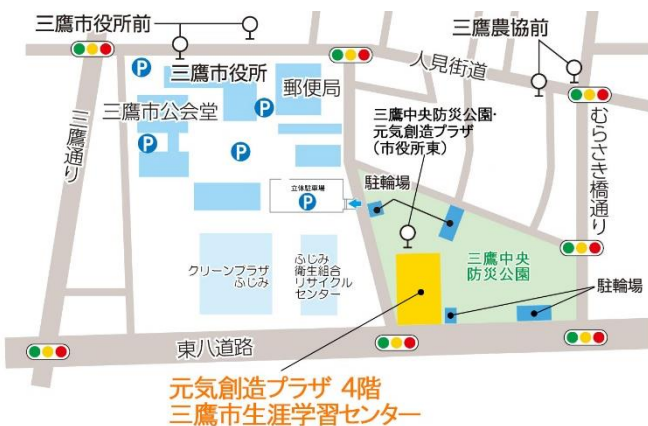 三鷹市役所前
三鷹農協前
人見街道
三鷹市役所
郵便局
三鷹市公会堂
P
P
P
P
三鷹中央防災公園・
元気創造プラザ
(市役所東)
三鷹通り
むらさき橋通り
立体駐車場
P
駐輪場
三鷹中央
防災公園
クリーンプラザ
ふじみ
ふじみ
衛生組合
リサイクル
センター
駐輪場
東八道路
元気創造プラザ 4階
三鷹市生涯学習センター